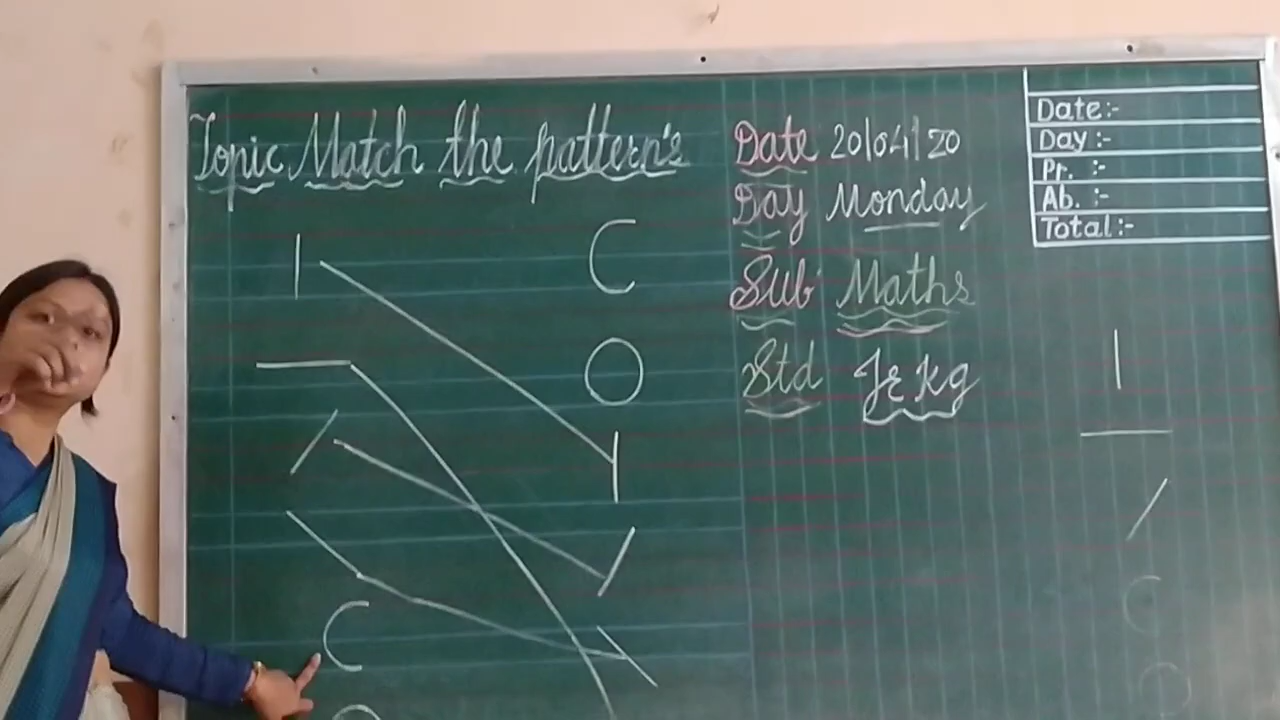 Topic Match the pattern's
Date 20/04/20
Day Monday
Sub: Maths
Std Jr Kg
Date:-
Day :-
Pr. :-
Ab. :-
Total:-